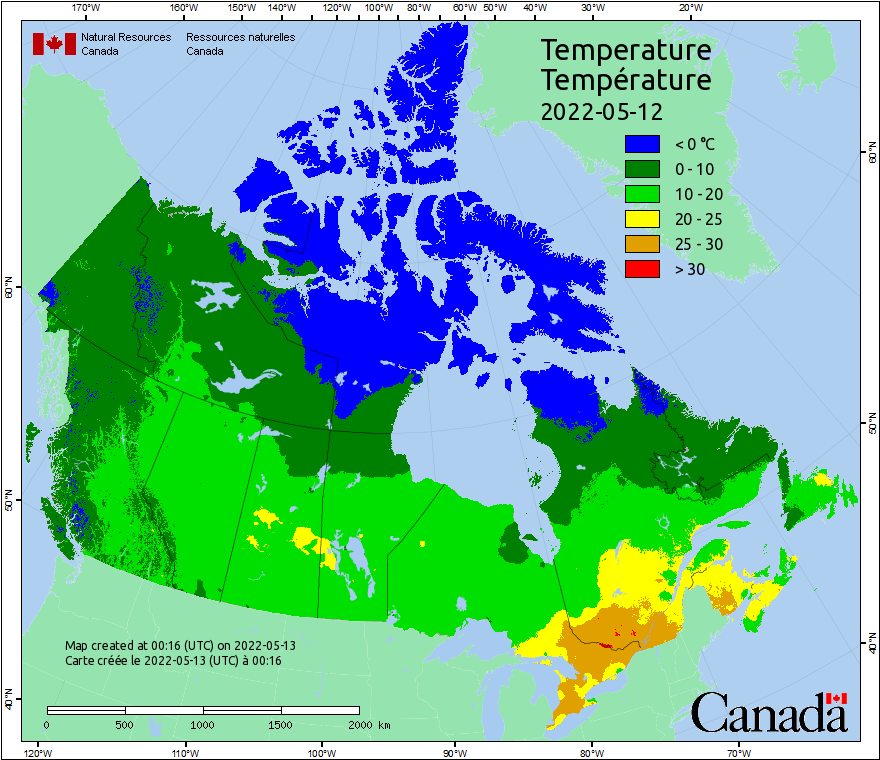 170°W 160°W 150°W 140°W 120°W 100°W 80°W 60°W 50°W 40°W 30°W 20°W
Natural Resources Ressources naturelles
Canada Canada
Temperature
Température
2022-05-12
< 0 °C
0 - 10
10 - 20
20 - 25
25 - 30
> 30
60°N
60°N
50°N
50°N
40°N
40°N
Map created at 00:16 (UTC) on 2022-05-13
Carte créée le 2022-05-13 (UTC) à 00:16
0 500 1000 1500 2000 km
Canada
120°W 110°W 100°W 90°W 80°W 70°W